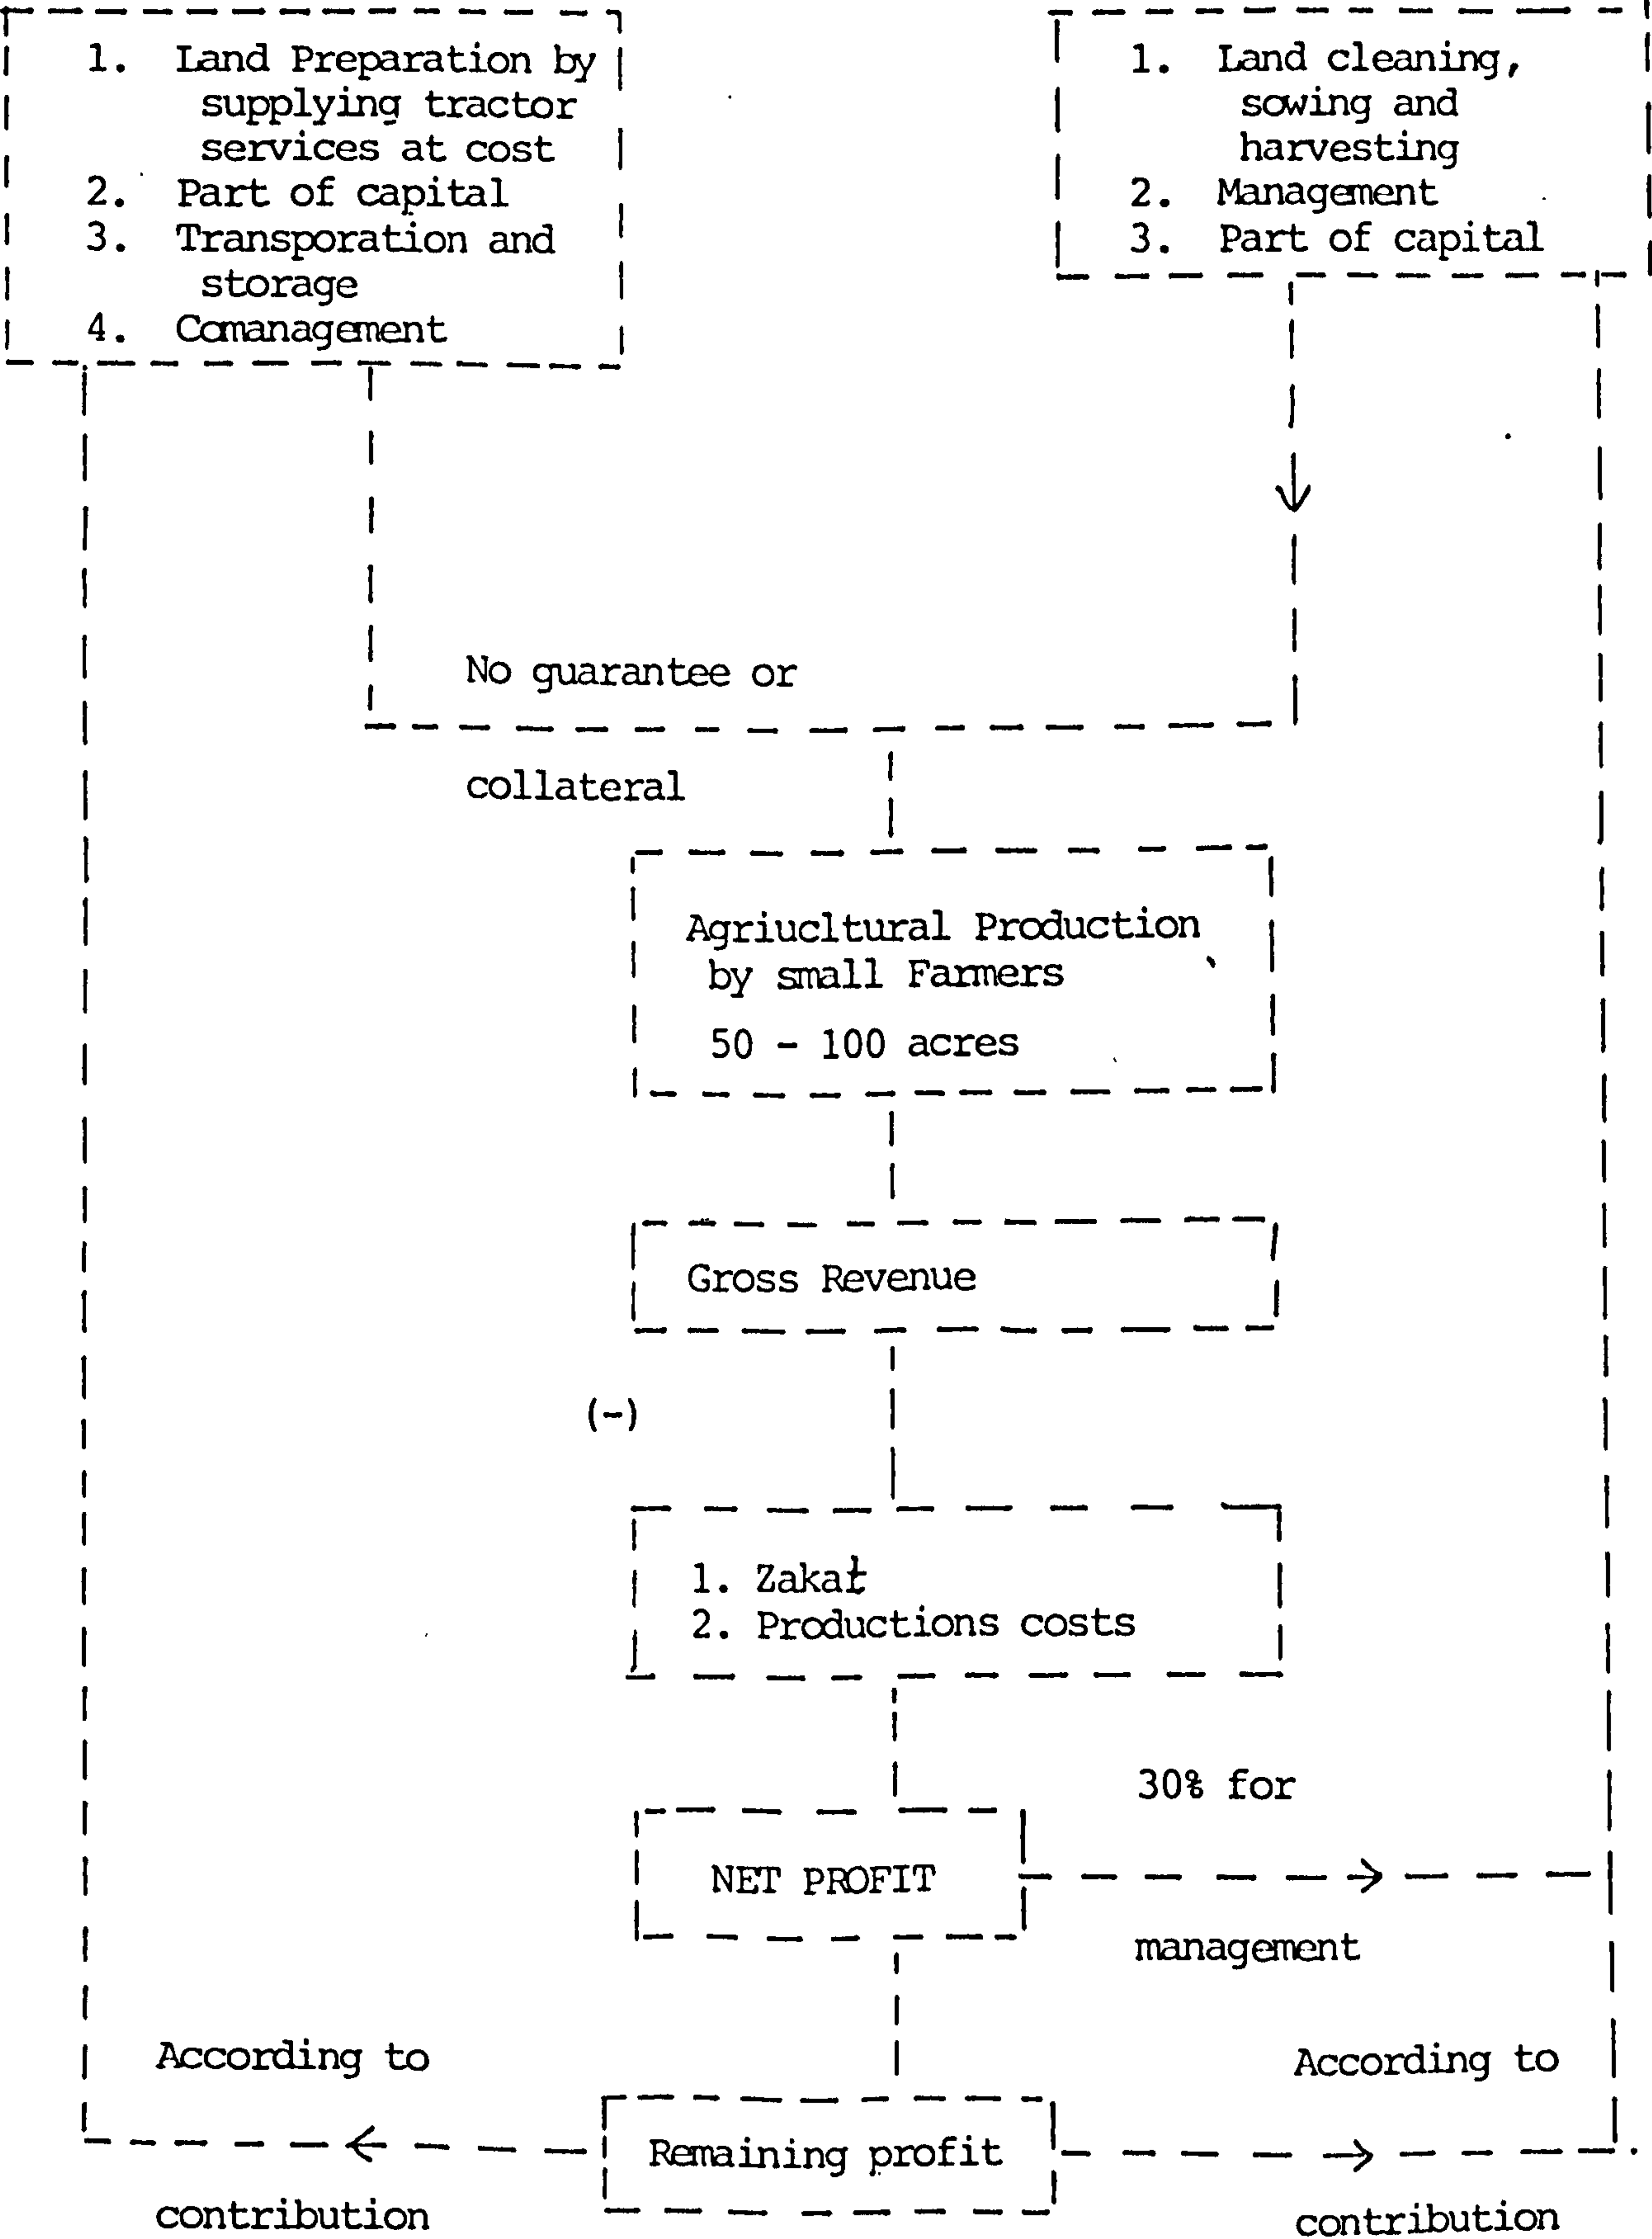 1. Land Preparation by
supplying tractor
services at cost
2. Part of capital
3. Transporation and
storage
4. Comanagement
1. Land cleaning,
sowing and
harvesting
2. Management
3. Part of capital
No guarantee or
collateral
Agriucltural Production
by small Farmers
50 - 100 acres
Gross Revenue
(-)
1. Zakat
2. Productions costs
30% for
NET PROFIT
management
According to
contribution
Remaining profit
According to
contribution